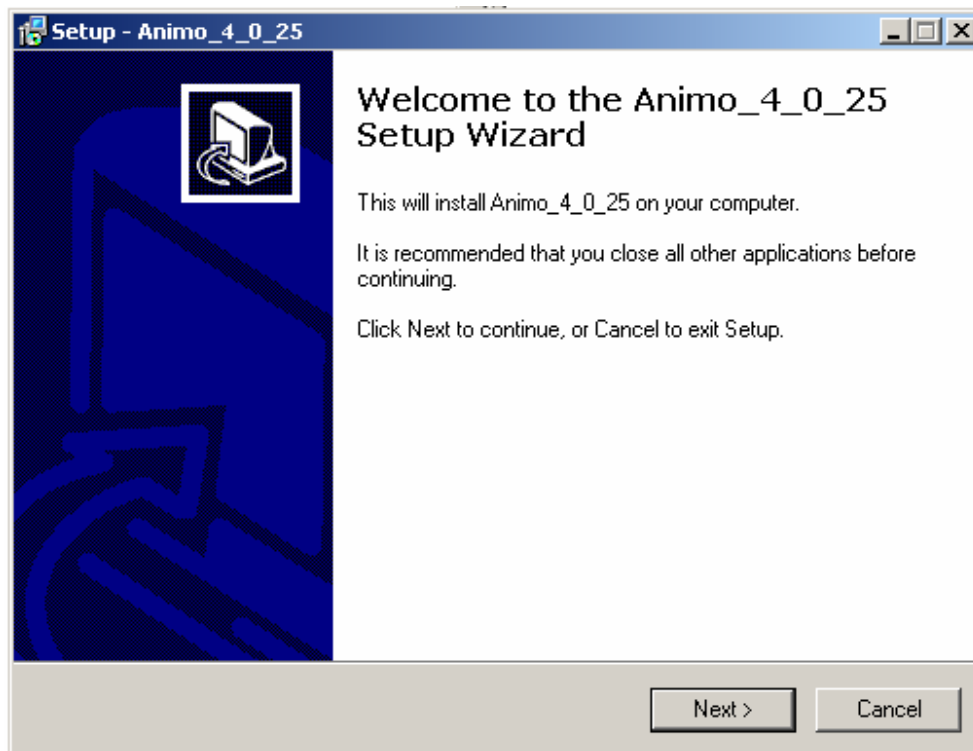 Setup - Animo_4_0_25
Welcome to the Animo_4_0_25
Setup Wizard
This will install Animo_4_0_25 on your computer.
It is recommended that you close all other applications before
continuing.
Click Next to continue, or Cancel to exit Setup.
Next >
Cancel